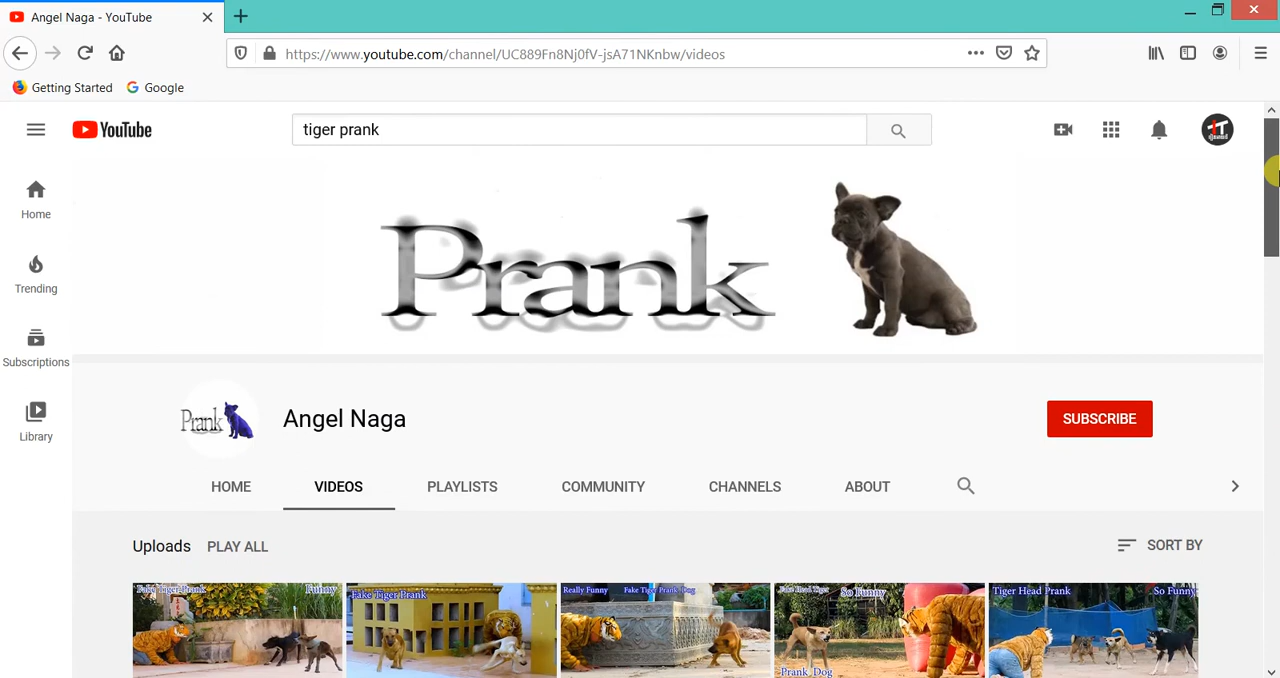 Angel Naga - YouTube
https://www.youtube.com/channel/UC889Fn8Nj0fV-jsA71NKnbw/videos
Getting Started Google
YouTube
tiger prank
Home
Trending
Subscriptions
Library
Prank
Prank
Angel Naga
SUBSCRIBE
HOME VIDEOS PLAYLISTS COMMUNITY CHANNELS ABOUT
Uploads PLAY ALL
SORT BY
Fake Tiger Prank Funny
Fake Tiger Prank
Really Funny Fake Tiger Prank Dog
Fake Head Tiger So Funny
Prank Dog
Tiger Head Prank So Funny